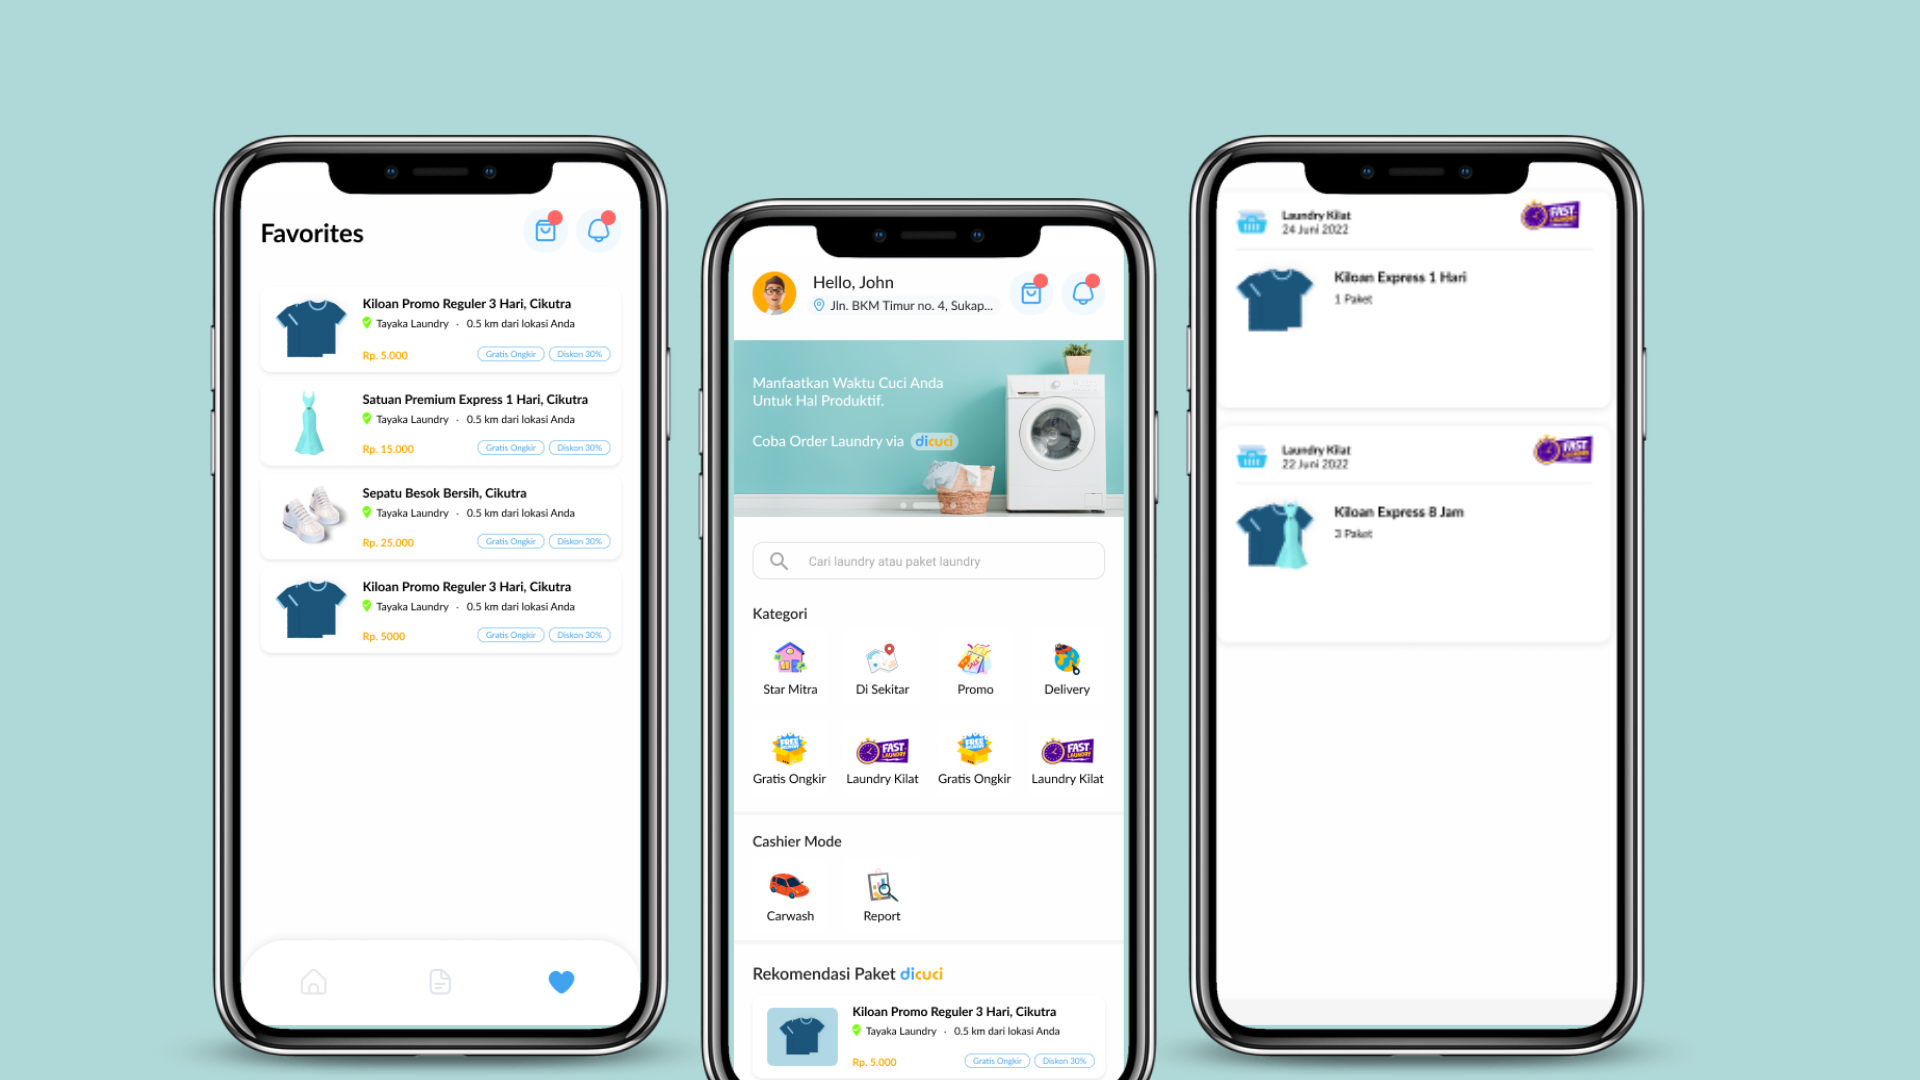 Favorites
Kiloan Promo Reguler 3 Hari, Cikutra
Tayaka Laundry · 0.5 km dari lokasi Anda
Rp. 5.000 Gratis Ongkir Diskon 30%
Satuan Premium Express 1 Hari, Cikutra
Tayaka Laundry · 0.5 km dari lokasi Anda
Rp. 15.000 Gratis Ongkir Diskon 30%
Sepatu Besok Bersih, Cikutra
Tayaka Laundry · 0.5 km dari lokasi Anda
Rp. 25.000 Gratis Ongkir Diskon 30%
Kiloan Promo Reguler 3 Hari, Cikutra
Tayaka Laundry · 0.5 km dari lokasi Anda
Rp. 5000 Gratis Ongkir Diskon 30%
Hello, John
Jln. BKM Timur no. 4, Sukap...
Manfaatkan Waktu Cuci Anda
Untuk Hal Produktif.
Coba Order Laundry via dicuci
Cari laundry atau paket laundry
Kategori
Star Mitra Di Sekitar Promo Delivery
FREE FAST LAUNDRY FREE FAST LAUNDRY
Gratis Ongkir Laundry Kilat Gratis Ongkir Laundry Kilat
Cashier Mode
Carwash Report
Rekomendasi Paket dicuci
Kiloan Promo Reguler 3 Hari, Cikutra
Tayaka Laundry · 0.5 km dari lokasi Anda
Rp. 5.000 Gratis Ongkir Diskon 30%
Laundry Kilat FAST
24 Juni 2022
Kiloan Express 1 Hari
1 Paket
Laundry Kilat FAST
22 Juni 2022
Kiloan Express 8 Jam
3 Paket